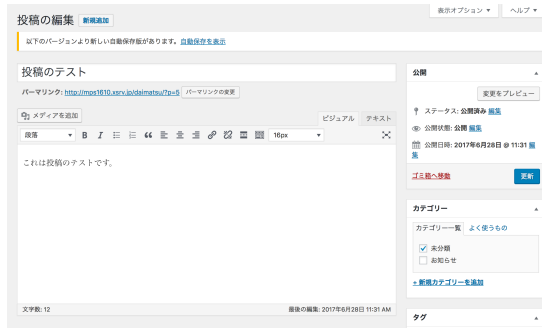 表示オプション ▼ ヘルプ ▼
投稿の編集 新規追加
以下のバージョンより新しい自動保存版があります。自動保存を表示
投稿のテスト
パーマリンク: http://mps1610.xsrv.jp/daimatsu/?p=5 パーマリンクの変更
メディアを追加
ビジュアル テキスト
段落 ▼ B I 16px ▼
これは投稿のテストです。
文字数: 12 最後の編集: 2017年6月28日 11:31 AM
公開
変更をプレビュー
ステータス: 公開済み 編集
公開状態: 公開 編集
公開日時: 2017年6月28日 @ 11:31 編
集
ゴミ箱へ移動 更新
カテゴリー
カテゴリー一覧 よく使うもの
未分類
お知らせ
+ 新規カテゴリーを追加
タグ